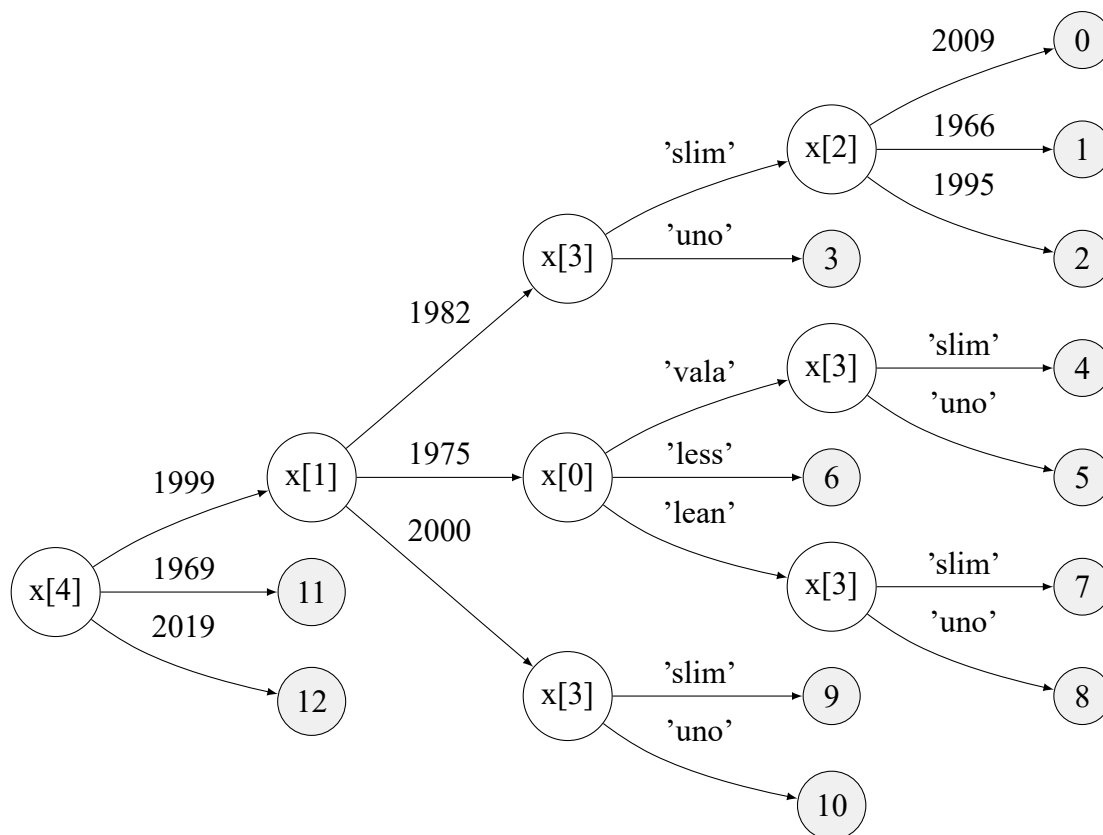 2009
0
1966
’slim’
x[2]
1
1995
’uno’
x[3]
3
2
1982
’slim’
’vala’
x[3]
4
’uno’
1975
’less’
1999
x[1]
x[0]
6
5
’lean’
2000
1969
’slim’
x[4]
11
x[3]
7
2019
’uno’
’slim’
12
x[3]
9
8
’uno’
10